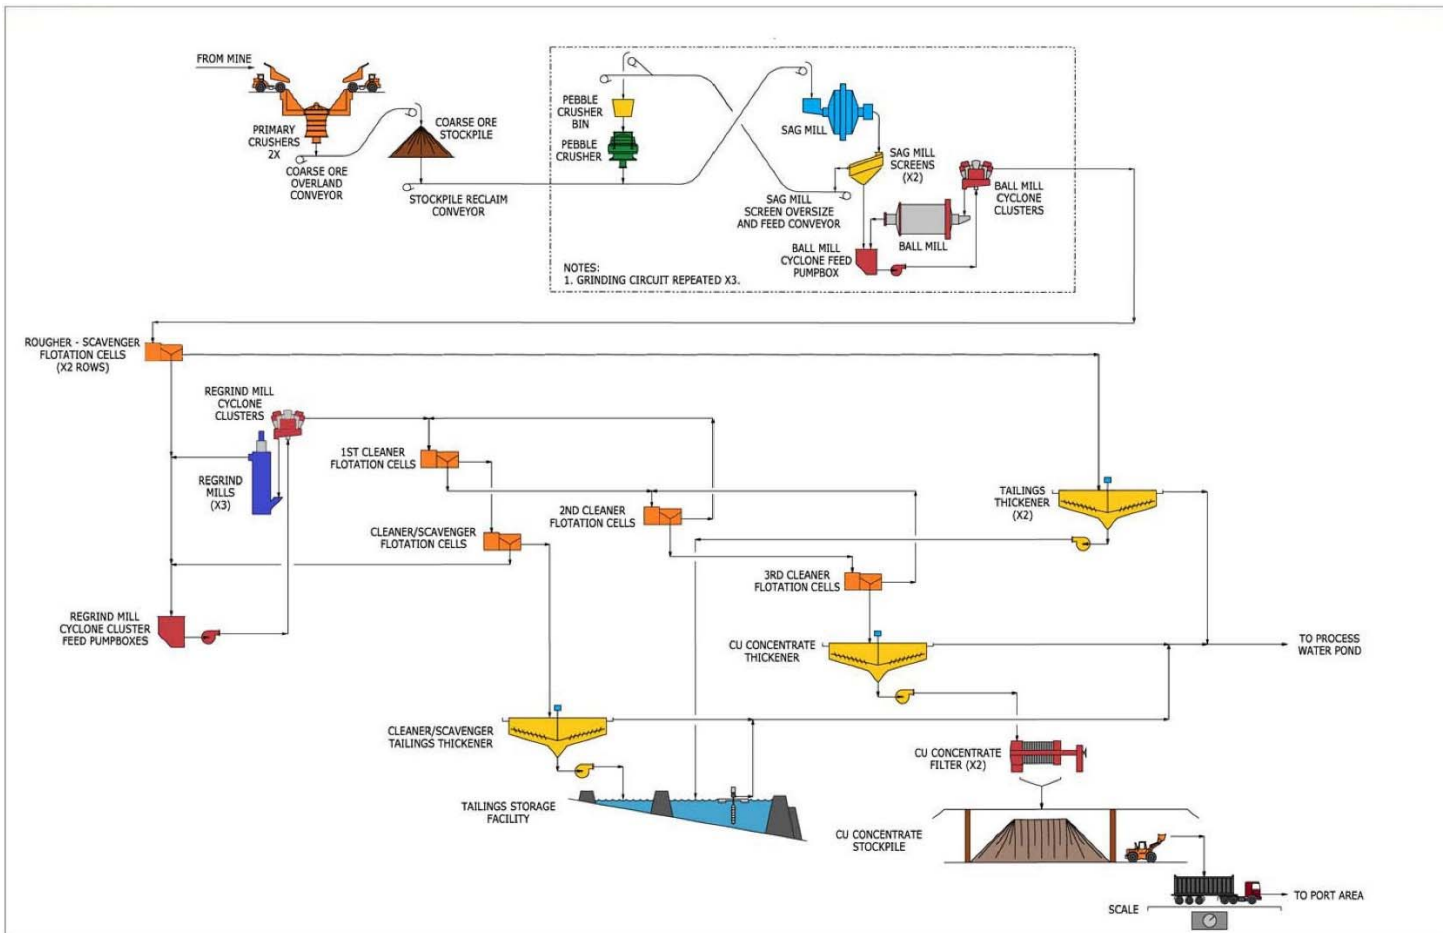 FROM MINE
PRIMARY
CRUSHERS
2X
COARSE ORE
OVERLAND
CONVEYOR
COARSE ORE
STOCKPILE
STOCKPILE RECLAIM
CONVEYOR
PEBBLE
CRUSHER
BIN
PEBBLE
CRUSHER
SAG MILL
SAG MILL
SCREENS
(X2)
SAG MILL
SCREEN OVERSIZE
AND FEED CONVEYOR
BALL MILL
CYCLONE
CLUSTERS
BALL MILL
BALL MILL
CYCLONE FEED
PUMPBOX
NOTES:
1. GRINDING CIRCUIT REPEATED X3.
ROUGHER - SCAVENGER
FLOTATION CELLS
(X2 ROWS)
REGRIND MILL
CYCLONE
CLUSTERS
REGRIND
MILLS
(X3)
1ST CLEANER
FLOTATION CELLS
CLEANER/SCAVENGER
FLOTATION CELLS
2ND CLEANER
FLOTATION CELLS
3RD CLEANER
FLOTATION CELLS
TAILINGS
THICKENER
(X2)
REGRIND MILL
CYCLONE CLUSTER
FEED PUMPBOXES
CU CONCENTRATE
THICKENER
TO PROCESS
WATER POND
CLEANER/SCAVENGER
TAILINGS THICKENER
CU CONCENTRATE
FILTER (X2)
TAILINGS STORAGE
FACILITY
CU CONCENTRATE
STOCKPILE
SCALE
TO PORT AREA